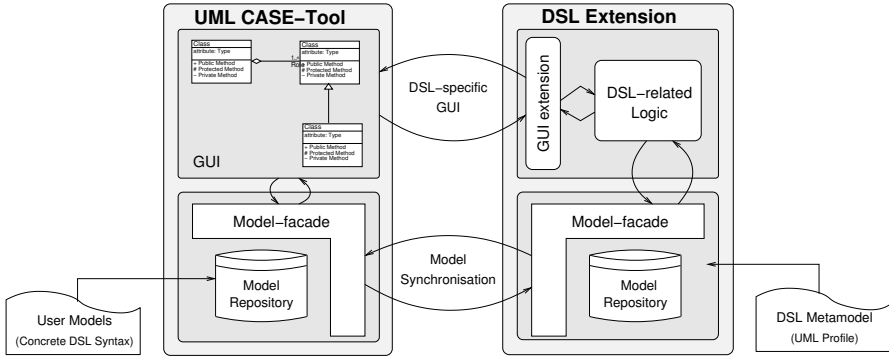 UML CASE−Tool
Class
attribute: Type
+ Public Method
# Protected Method
− Private Method
1..*
Role
Class
attribute: Type
+ Public Method
# Protected Method
− Private Method
Class
attribute: Type
+ Public Method
# Protected Method
− Private Method
GUI
Model−facade
Model
Repository
DSL−specific
GUI
Model
Synchronisation
DSL Extension
GUI extension
DSL−related
Logic
Model−facade
Model
Repository
User Models
(Concrete DSL Syntax)
DSL Metamodel
(UML Profile)